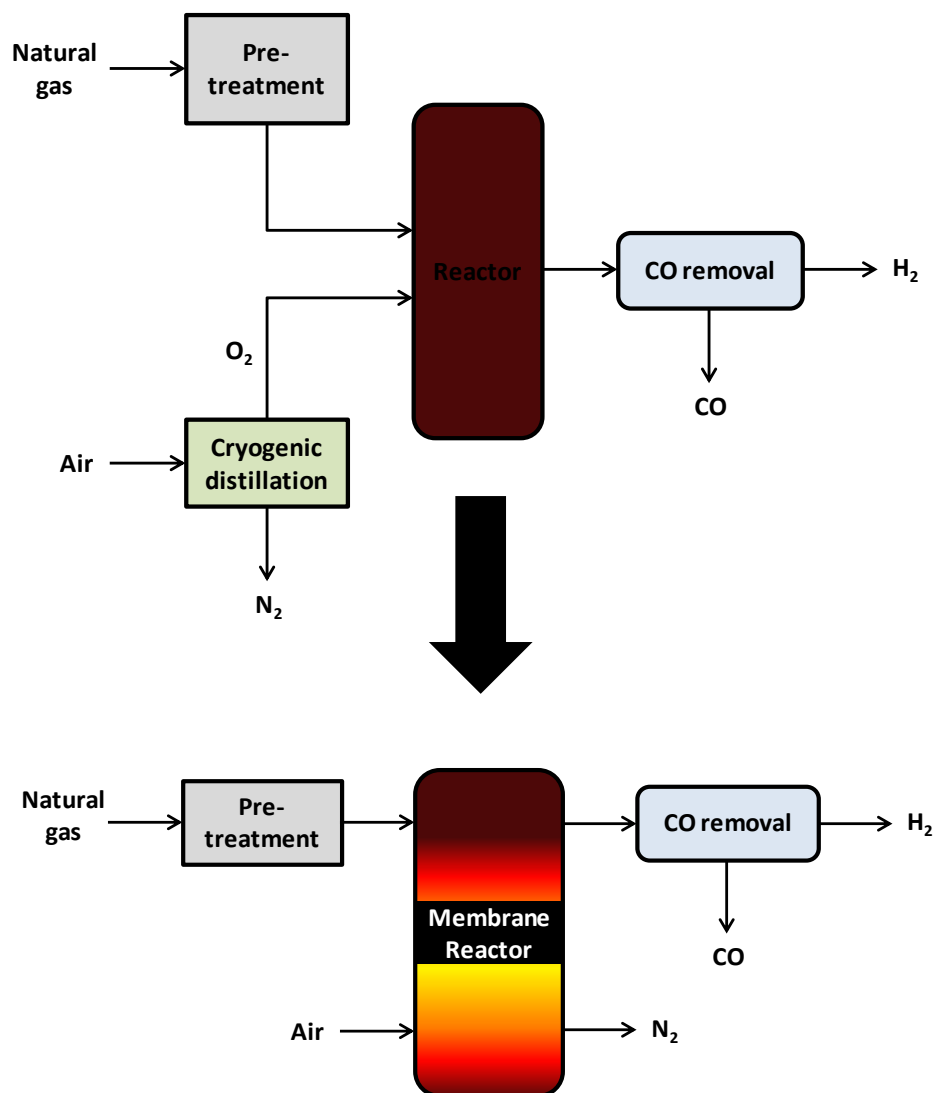 Natural
gas
Pre-
treatment
Reactor
CO removal
H₂
O₂
CO
Air
Cryogenic
distillation
N₂
Natural
gas
Pre-
treatment
CO removal
H₂
Membrane
Reactor
CO
Air
N₂